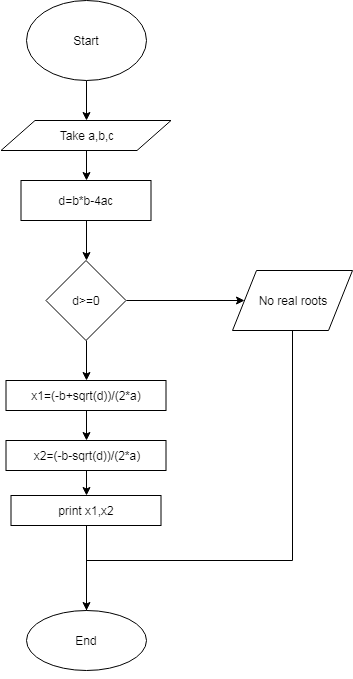 Start
Take a,b,c
d=b*b-4ac
d>=0
No real roots
x1=(-b+sqrt(d))/(2*a)
x2=(-b-sqrt(d))/(2*a)
print x1,x2
End